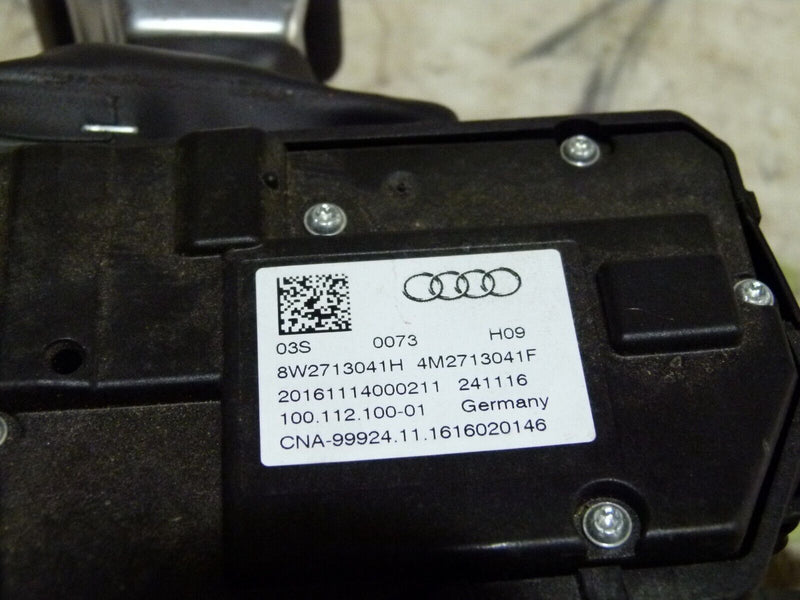 03S 0073 H09
8W2713041H 4M2713041F
20161114000211 241116
100.112.100-01 Germany
CNA-99924.11.1616020146